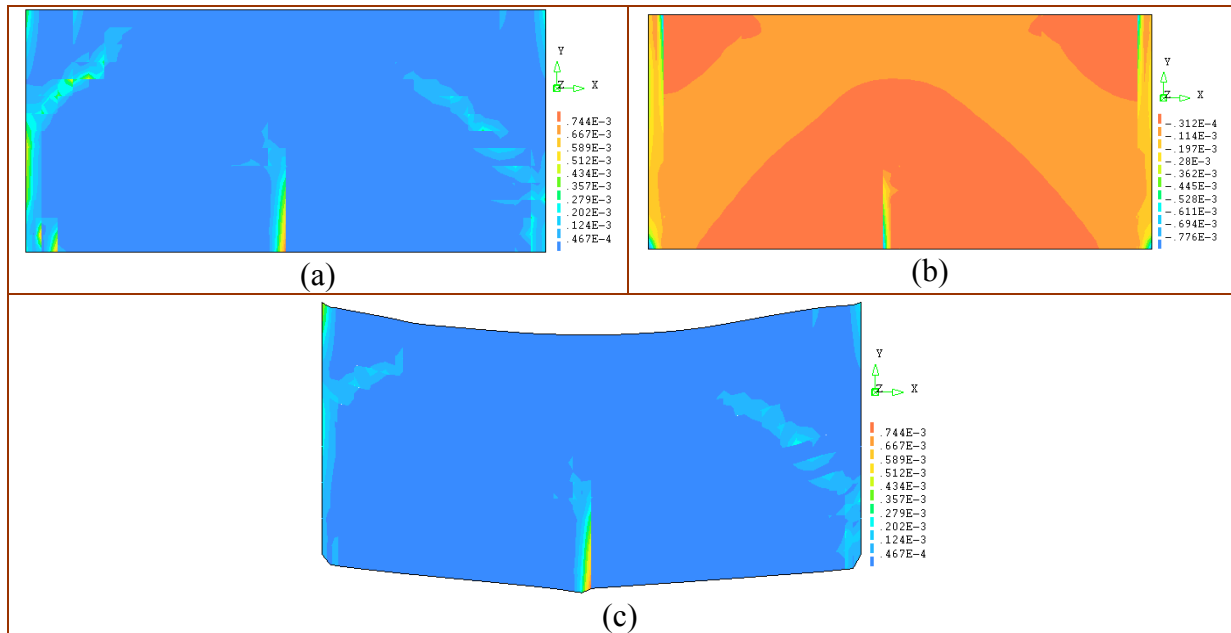 Y
Z X
.744E-3
.667E-3
.589E-3
.512E-3
.434E-3
.357E-3
.279E-3
.202E-3
.124E-3
.467E-4
(a)
Y
Z X
-.312E-4
-.114E-3
-.197E-3
-.28E-3
-.362E-3
-.445E-3
-.528E-3
-.611E-3
-.694E-3
-.776E-3
(b)
Y
Z X
.744E-3
.667E-3
.589E-3
.512E-3
.434E-3
.357E-3
.279E-3
.202E-3
.124E-3
.467E-4
(c)